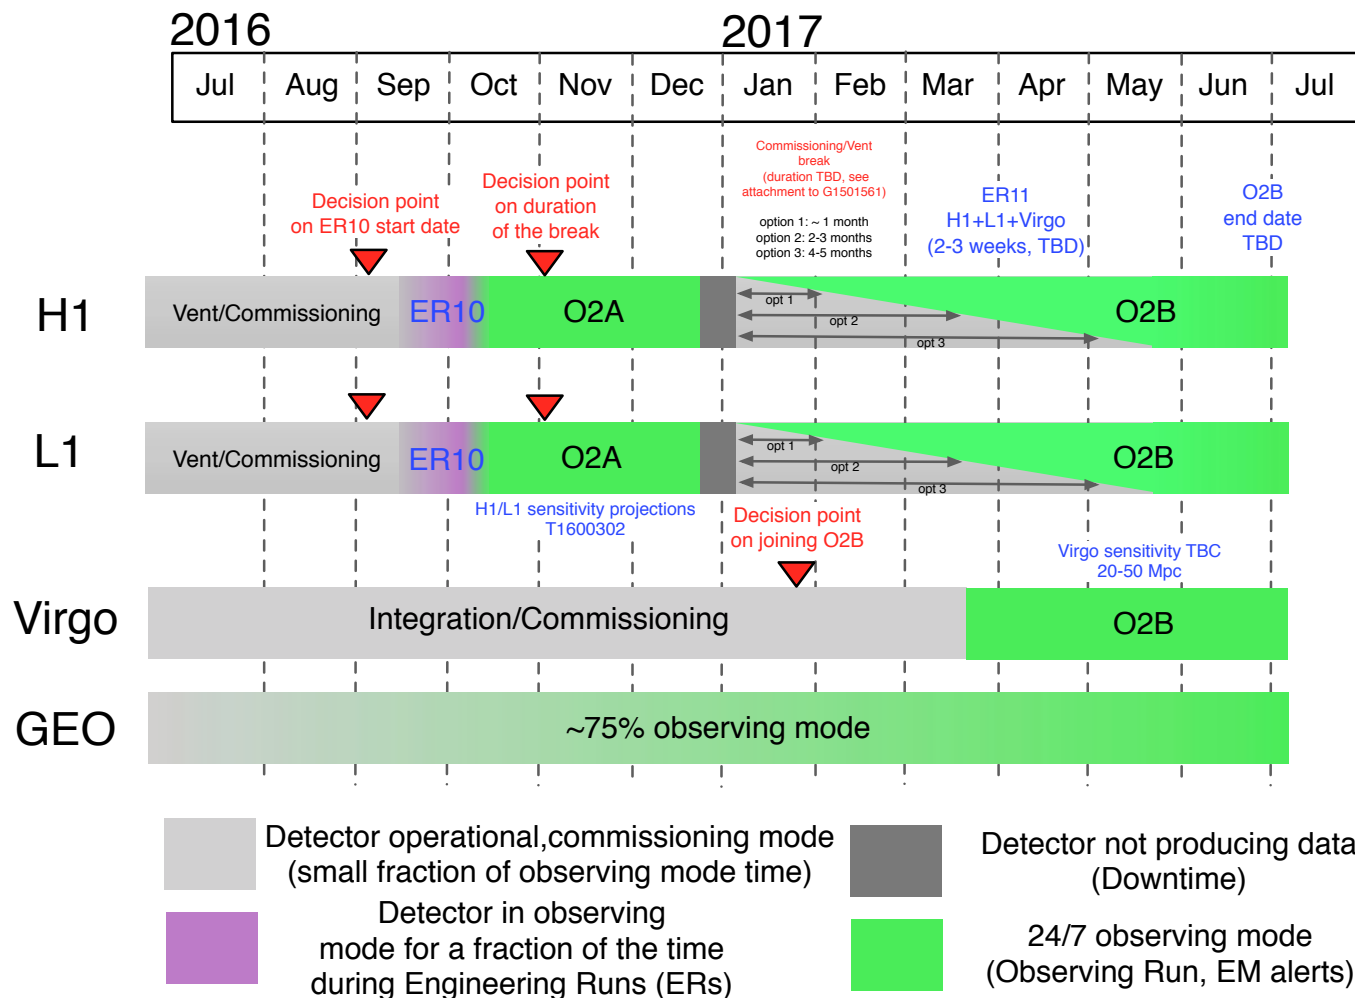 2016
2017
Jul
Aug
Sep
Oct
Nov
Dec
Jan
Feb
Mar
Apr
May
Jun
Jul
Decision point
on ER10 start date
Decision point
on duration
of the break
Commissioning/Vent
break
(duration TBD, see
attachment to G1501561)
option 1: ~ 1 month
option 2: 2-3 months
option 3: 4-5 months
ER11
H1+L1+Virgo
(2-3 weeks, TBD)
O2B
end date
TBD
H1
Vent/Commissioning
ER10
O2A
opt 1
opt 2
opt 3
O2B
L1
Vent/Commissioning
ER10
O2A
opt 1
opt 2
opt 3
O2B
H1/L1 sensitivity projections
T1600302
Decision point
on joining O2B
Virgo sensitivity TBC
20-50 Mpc
Virgo
Integration/Commissioning
O2B
GEO
~75% observing mode
Detector operational,commissioning mode
(small fraction of observing mode time)
Detector not producing data
(Downtime)
Detector in observing
mode for a fraction of the time
during Engineering Runs (ERs)
24/7 observing mode
(Observing Run, EM alerts)